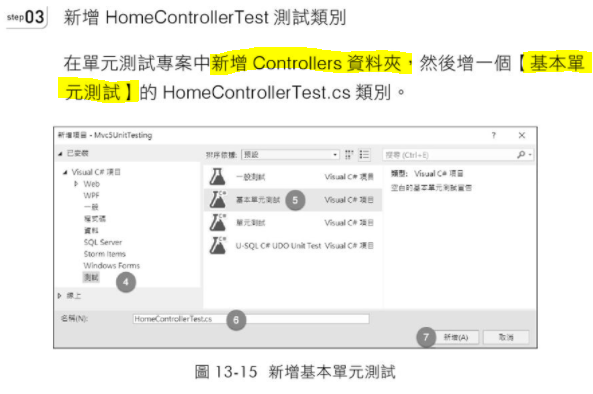 step 03 新增 HomeControllerTest 測試類別
在單元測試專案中新增 Controllers 資料夾，然後增一個【基本單
元測試】的 HomeControllerTest.cs 類別。
新增項目 - Mvc5UnitTesting ? ×
已安裝 排序依據: 預設 搜尋 (Ctrl+E)
Visual C# 項目
Web
WPF
一般
程式碼
資料
SQL Server
Storm Items
Windows Forms
測試
4
線上
一般測試 Visual C# 項目
基本單元測試 5 Visual C# 項目
單元測試 Visual C# 項目
U-SQL C# UDO Unit Test Visual C# 項目
類型: Visual C# 項目
空白的基本單元測試
名稱(N): HomeControllerTest.cs 6
7 新增(A) 取消
圖 13-15 新增基本單元測試